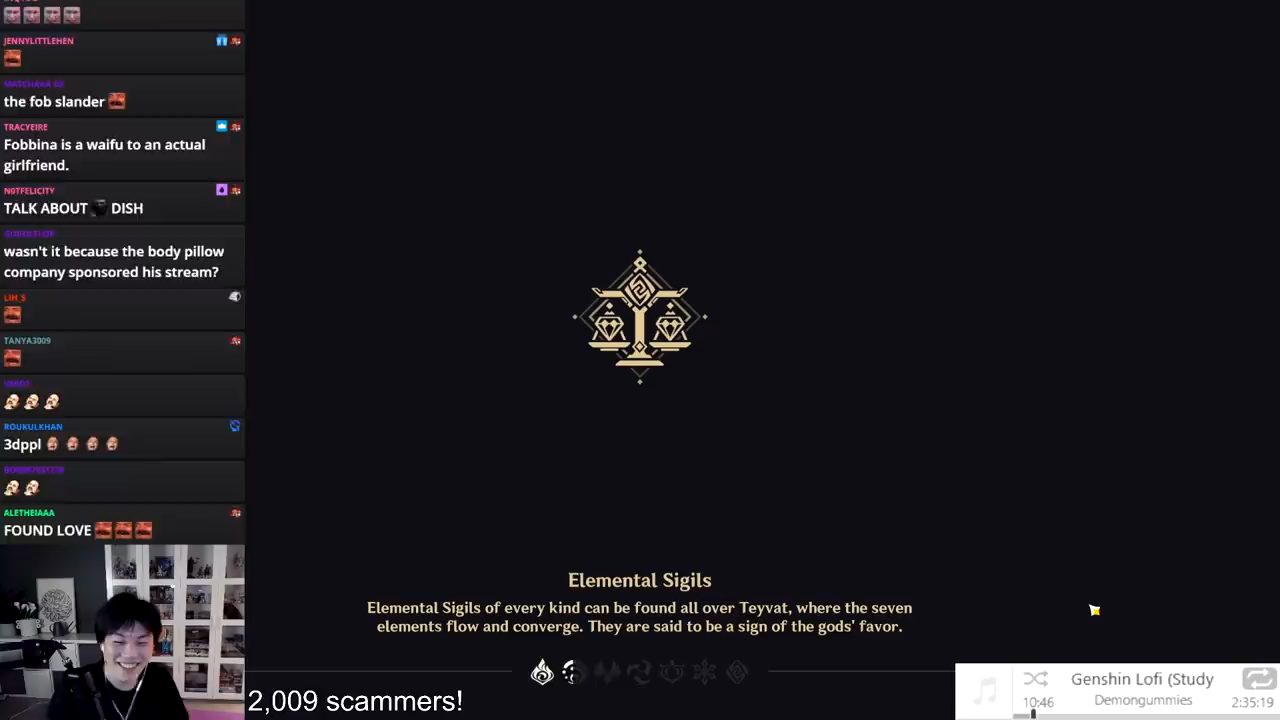 JENNYLITTLEHEN
the fob slander
TRACYEIRE
Fobbina is a waifu to an actual
girlfriend.
N0TFELICITY
TALK ABOUT DISH
wasn't it because the body pillow
company sponsored his stream?
LIH_S
TANYA3009
ROUKULKHAN
3dppl
ALETHEIAAA
FOUND LOVE
Elemental Sigils
Elemental Sigils of every kind can be found all over Teyvat, where the seven
elements flow and converge. They are said to be a sign of the gods' favor.
2,009 scammers!
Genshin Lofi (Study
Demongummies
10:46
2:35:19